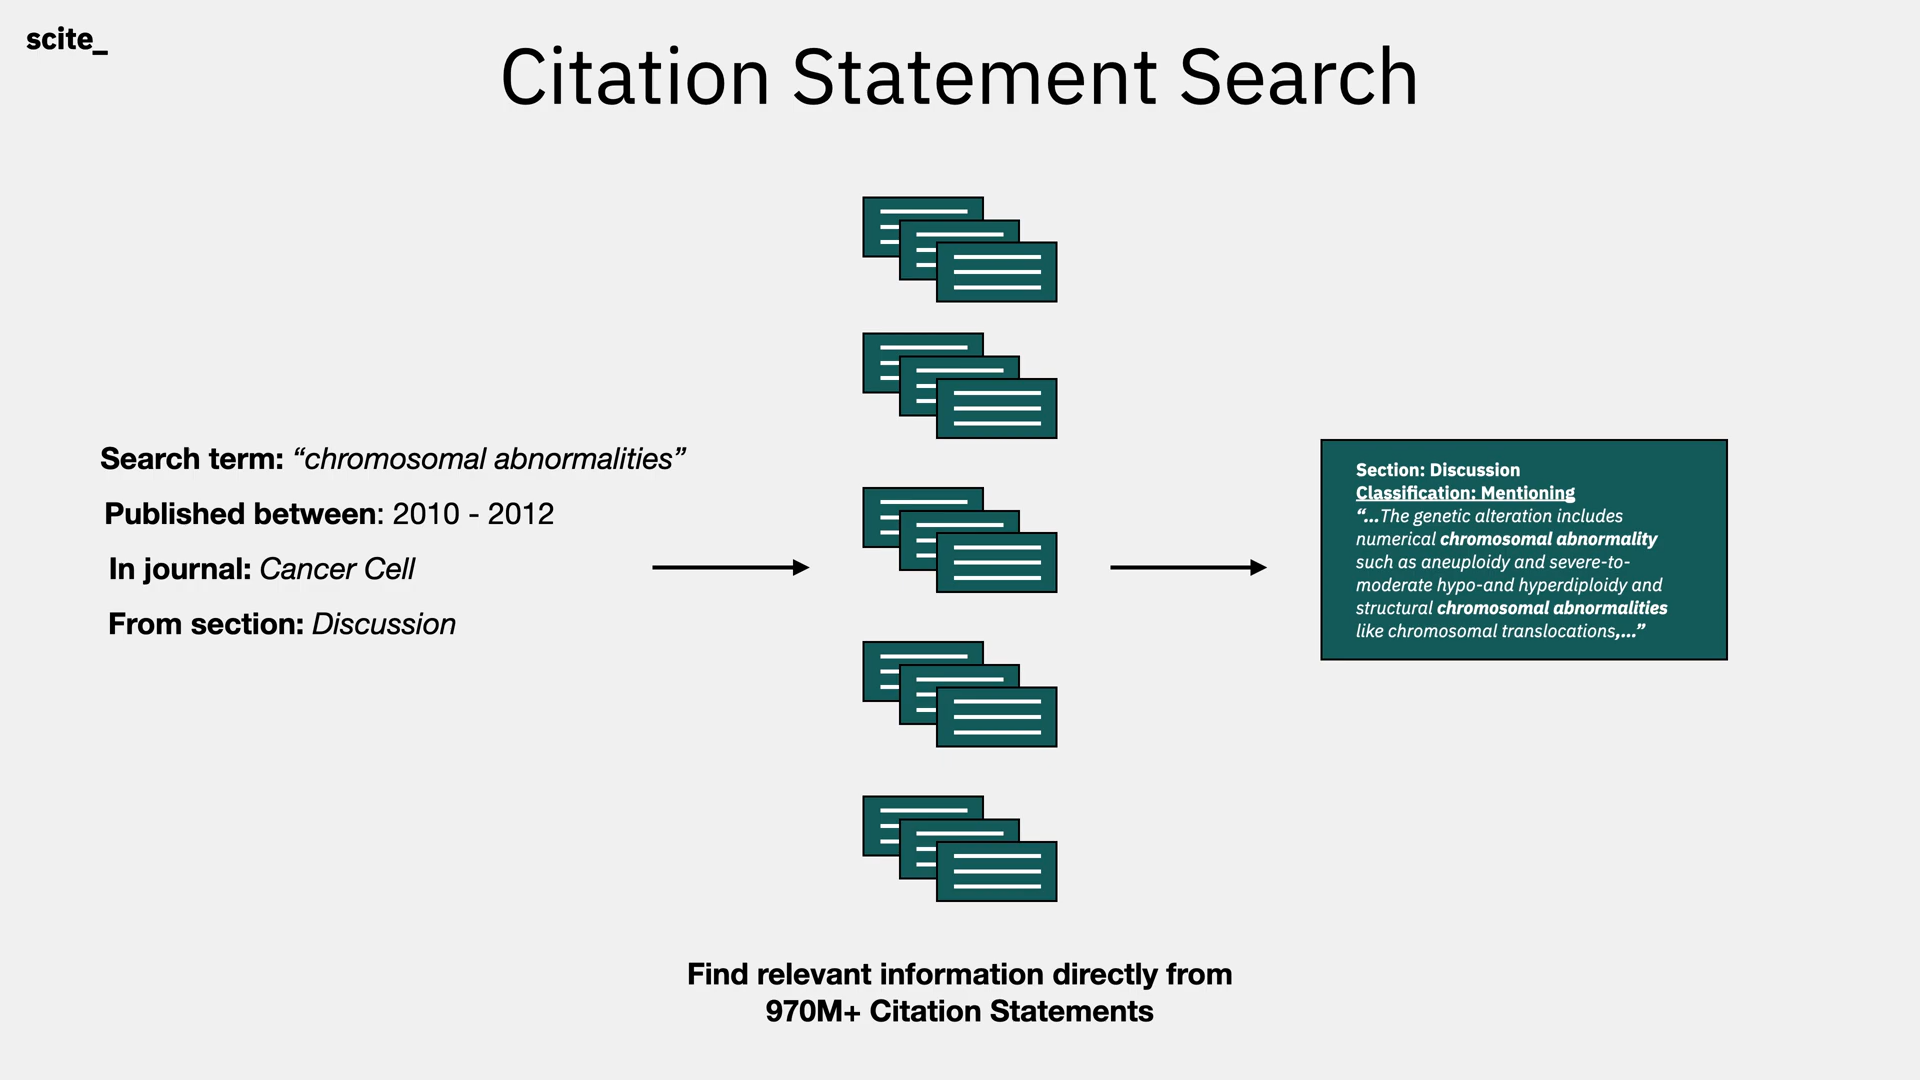 scite_
Citation Statement Search
Search term: “chromosomal abnormalities”
Published between: 2010 - 2012
In journal: Cancer Cell
From section: Discussion
Section: Discussion
Classification: Mentioning
“...The genetic alteration includes
numerical chromosomal abnormality
such as aneuploidy and severe-to-
moderate hypo-and hyperdiploidy and
structural chromosomal abnormalities
like chromosomal translocations,...”
Find relevant information directly from
970M+ Citation Statements